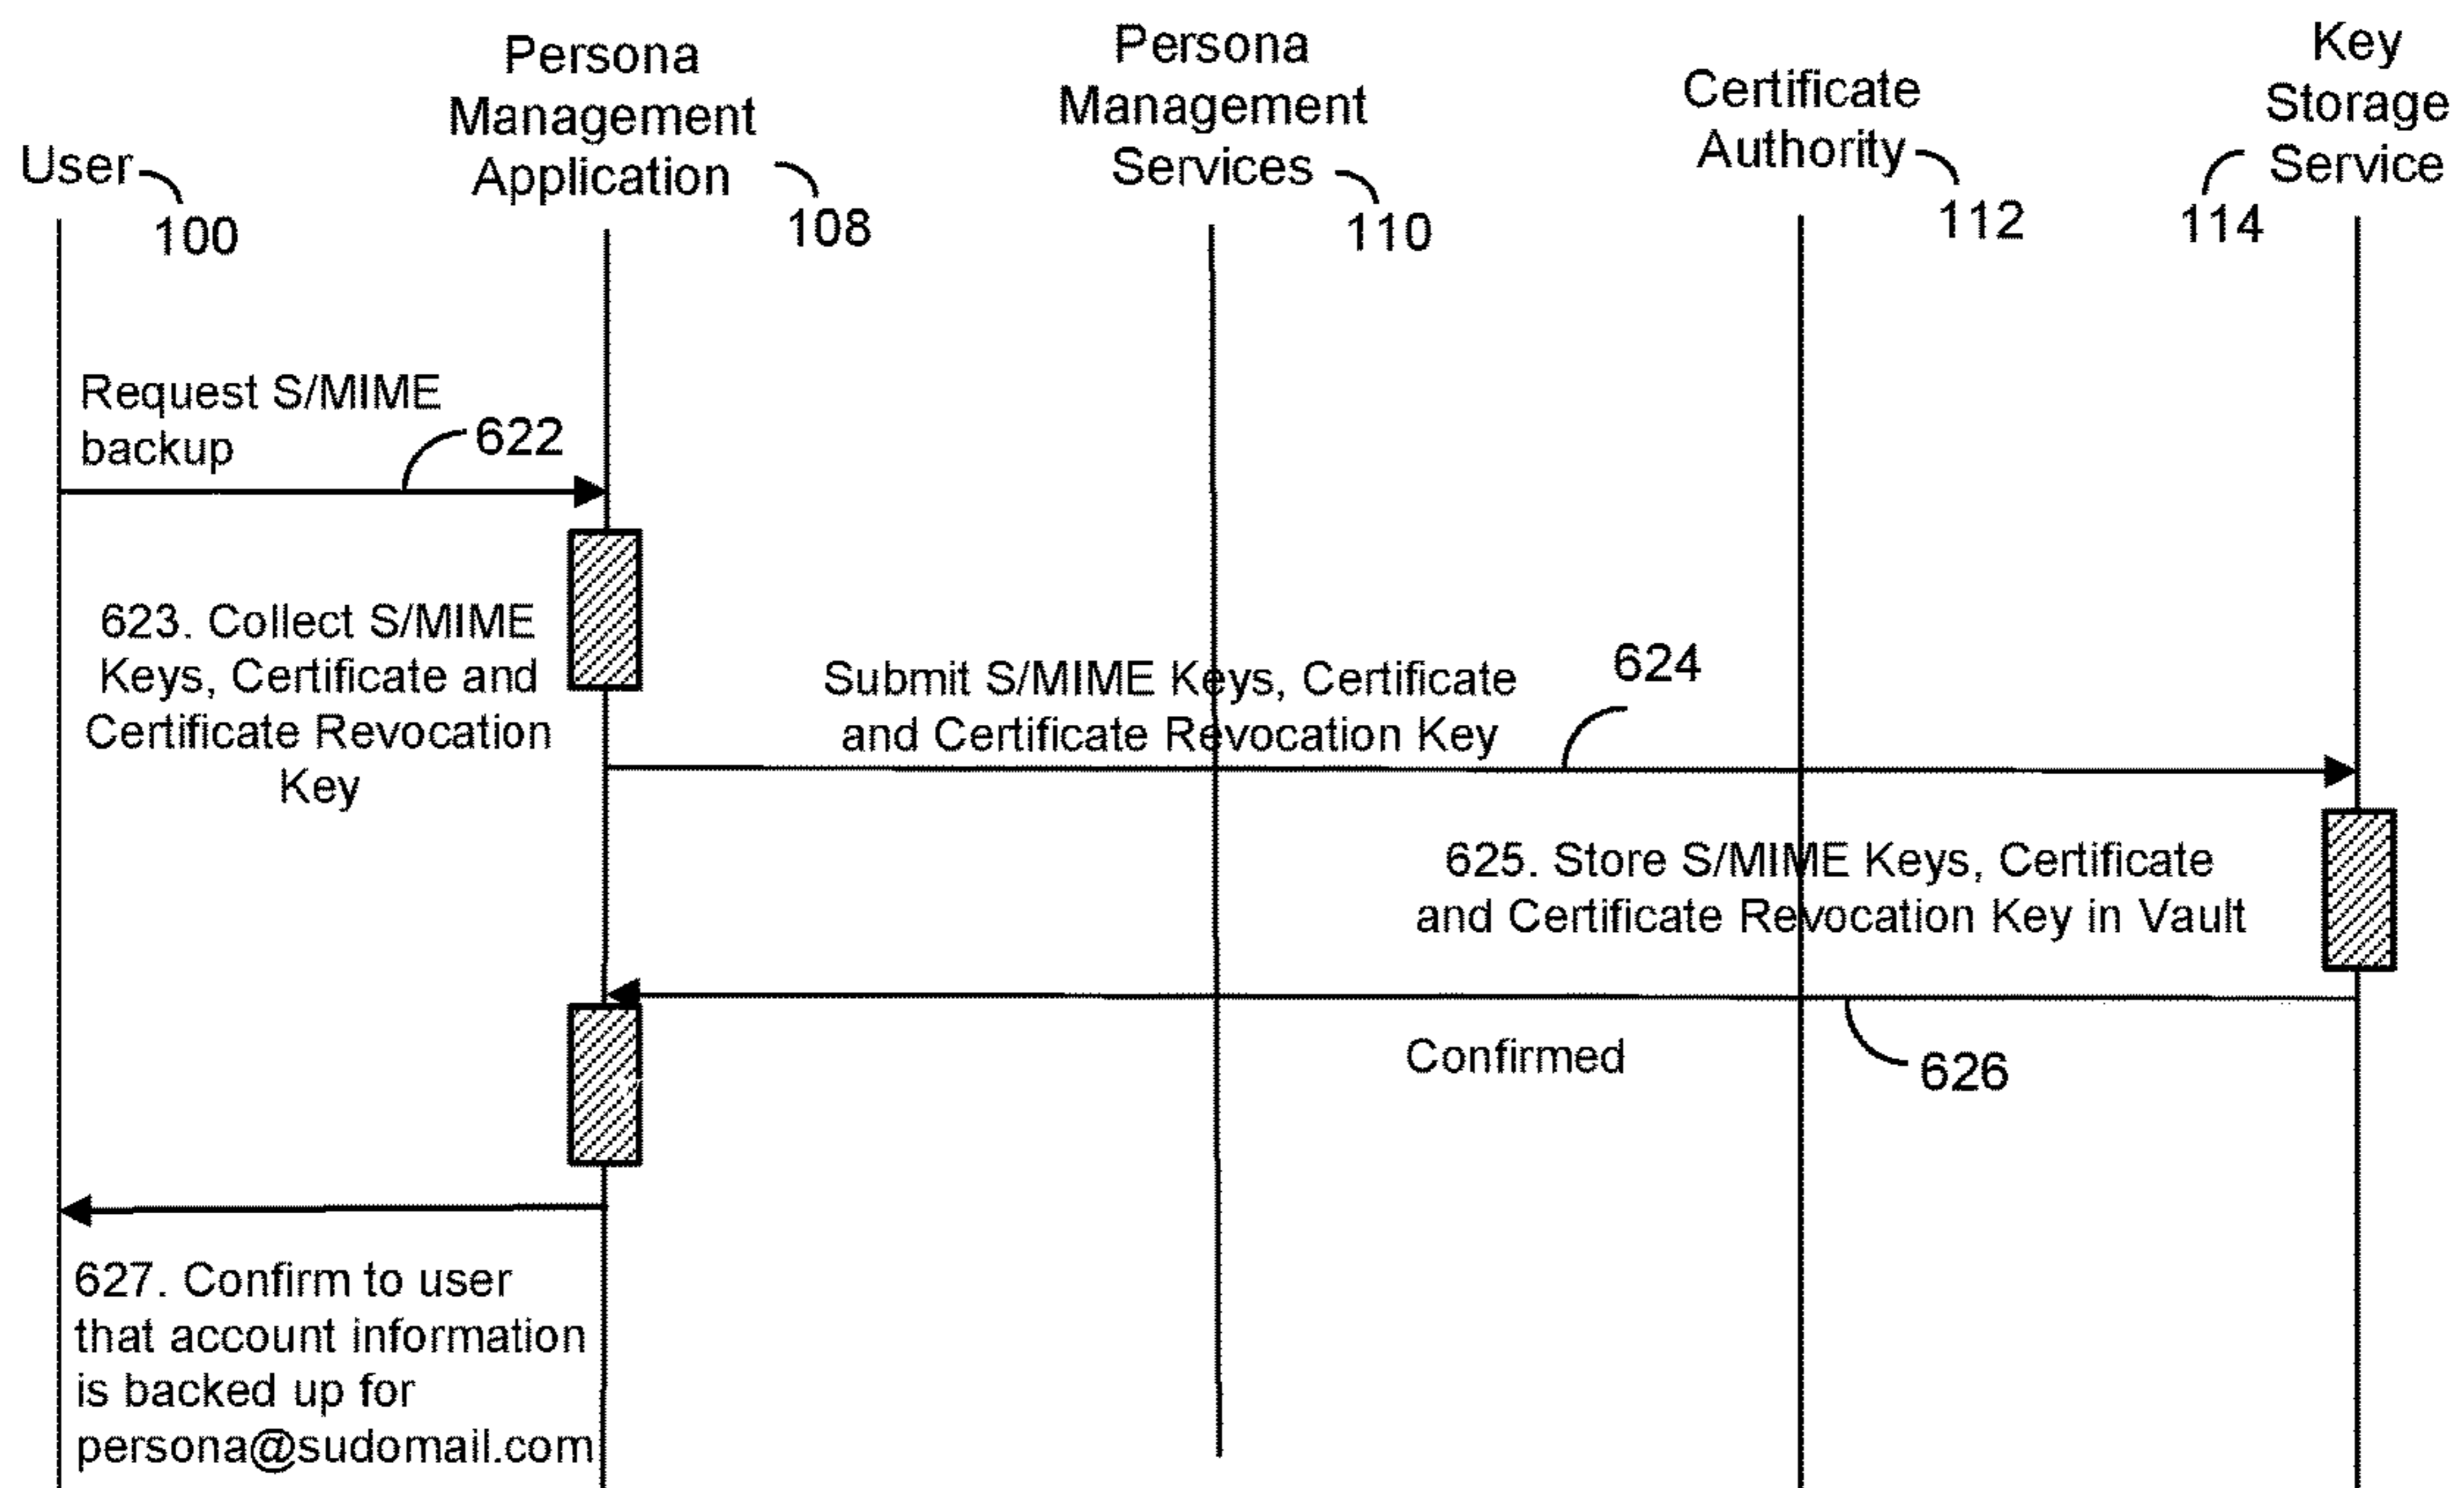 User
100
Persona
Management
Application
108
Persona
Management
Services
110
Certificate
Authority
112
Key
Storage
Service
114
Request S/MIME
backup
622
623. Collect S/MIME
Keys, Certificate and
Certificate Revocation
Key
Submit S/MIME Keys, Certificate
and Certificate Revocation Key
624
625. Store S/MIME Keys, Certificate
and Certificate Revocation Key in Vault
Confirmed
626
627. Confirm to user
that account information
is backed up for
persona@sudomail.com